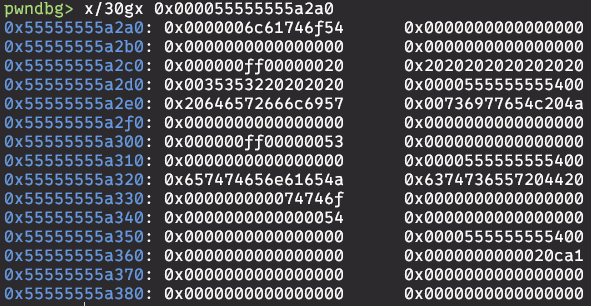 pwndbg> x/30gx 0x000055555555a2a0
0x55555555a2a0: 0x0000006c61746f54 0x0000000000000000
0x55555555a2b0: 0x0000000000000000 0x0000000000000000
0x55555555a2c0: 0x000000ff00000020 0x2020202020202020
0x55555555a2d0: 0x0035353220202020 0x0000555555555400
0x55555555a2e0: 0x20646572666c6957 0x00736977654c204a
0x55555555a2f0: 0x0000000000000000 0x0000000000000000
0x55555555a300: 0x000000ff00000053 0x0000000000000000
0x55555555a310: 0x0000000000000000 0x0000555555555400
0x55555555a320: 0x657474656e61654a 0x6374736557204420
0x55555555a330: 0x000000000074746f 0x0000000000000000
0x55555555a340: 0x0000000000000054 0x0000000000000000
0x55555555a350: 0x0000000000000000 0x0000555555555400
0x55555555a360: 0x0000000000000000 0x0000000000020ca1
0x55555555a370: 0x0000000000000000 0x0000000000000000
0x55555555a380: 0x0000000000000000 0x0000000000000000